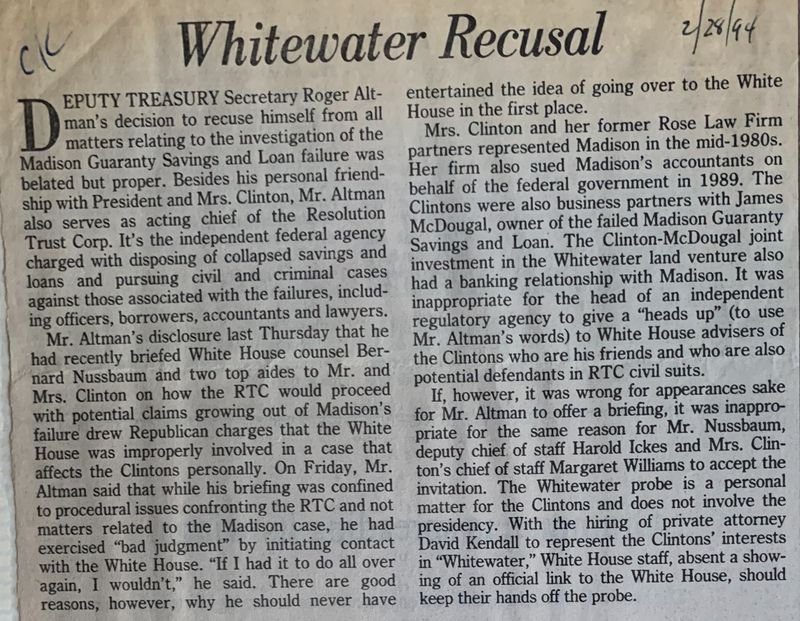 Whitewater Recusal
2/28/94
DEPUTY TREASURY Secretary Roger Alt-
man's decision to recuse himself from all
matters relating to the investigation of the
Madison Guaranty Savings and Loan failure was
belated but proper. Besides his personal friend-
ship with President and Mrs. Clinton, Mr. Altman
also serves as acting chief of the Resolution
Trust Corp. It's the independent federal agency
charged with disposing of collapsed savings and
loans and pursuing civil and criminal cases
against those associated with the failures, includ-
ing officers, borrowers, accountants and lawyers.
Mr. Altman's disclosure last Thursday that he
had recently briefed White House counsel Ber-
nard Nussbaum and two top aides to Mr. and
Mrs. Clinton on how the RTC would proceed
with potential claims growing out of Madison's
failure drew Republican charges that the White
House was improperly involved in a case that
affects the Clintons personally. On Friday, Mr.
Altman said that while his briefing was confined
to procedural issues confronting the RTC and not
matters related to the Madison case, he had
exercised "bad judgment" by initiating contact
with the White House. "If I had it to do all over
again, I wouldn't," he said. There are good
reasons, however, why he should never have
entertained the idea of going over to the White
House in the first place.
Mrs. Clinton and her former Rose Law Firm
partners represented Madison in the mid-1980s.
Her firm also sued Madison's accountants on
behalf of the federal government in 1989. The
Clintons were also business partners with James
McDougal, owner of the failed Madison Guaranty
Savings and Loan. The Clinton-McDougal joint
investment in the Whitewater land venture also
had a banking relationship with Madison. It was
inappropriate for the head of an independent
regulatory agency to give a "heads up" (to use
Mr. Altman's words) to White House advisers of
the Clintons who are his friends and who are also
potential defendants in RTC civil suits.
If, however, it was wrong for appearances sake
for Mr. Altman to offer a briefing, it was inappro-
priate for the same reason for Mr. Nussbaum,
deputy chief of staff Harold Ickes and Mrs. Clin-
ton's chief of staff Margaret Williams to accept the
invitation. The Whitewater probe is a personal
matter for the Clintons and does not involve the
presidency. With the hiring of private attorney
David Kendall to represent the Clintons' interests
in "Whitewater," White House staff, absent a show-
ing of an official link to the White House, should
keep their hands off the probe.